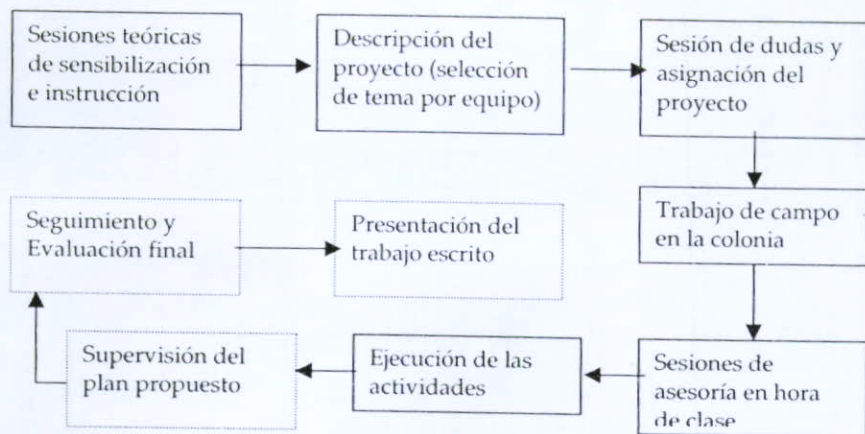 Sesiones teóricas
de sensibilización
e instrucción
Descripción del
proyecto (selección
de tema por equipo)
Sesión de dudas y
asignación del
proyecto
Trabajo de campo
en la colonia
Sesiones de
asesoría en hora
de clase
Ejecución de las
actividades
Supervisión del
plan propuesto
Seguimiento y
Evaluación final
Presentación del
trabajo escrito